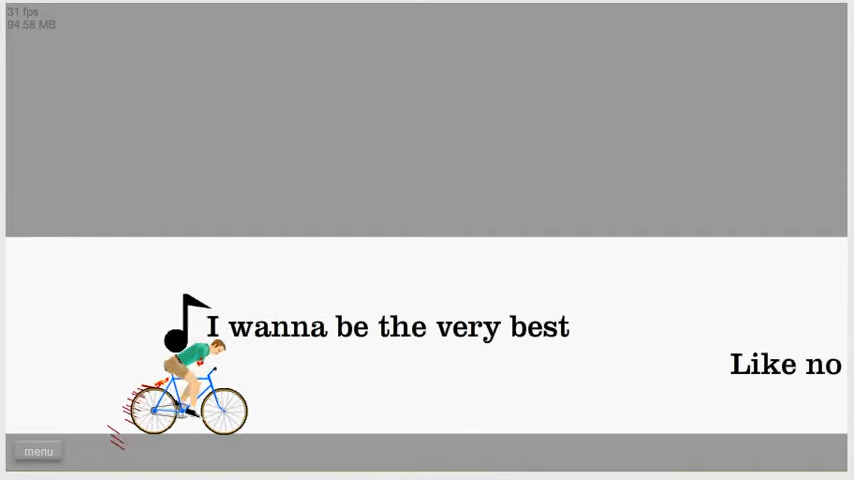 31 fps
94.58 MB
I wanna be the very best
Like no
menu